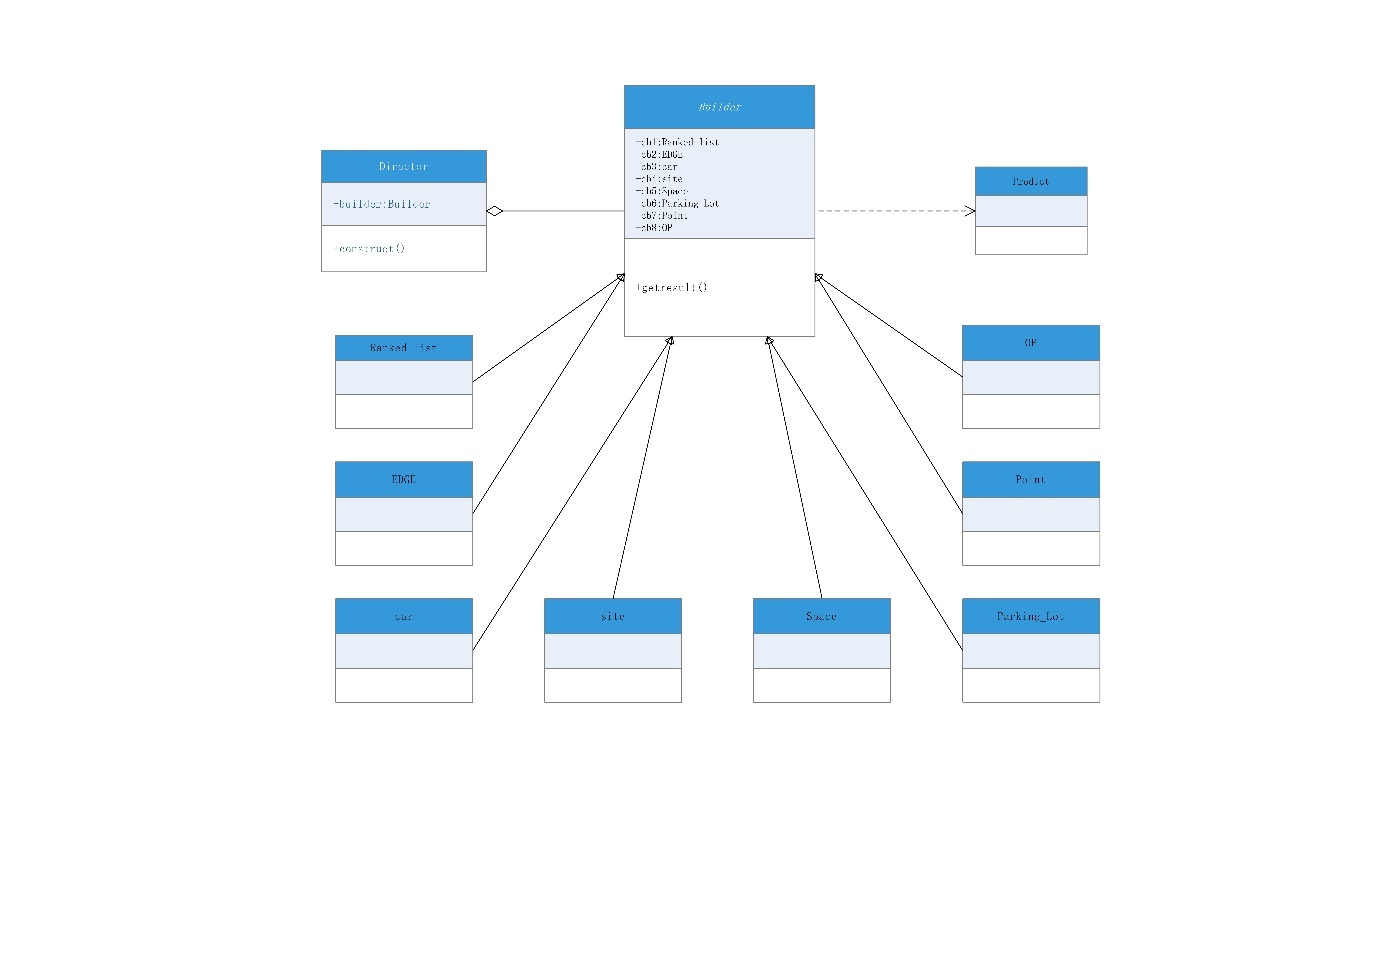 Builder
-cb1:Ranked_list
-cb2:EDGE
-cb3:car
-cb4:site
-cb5:Space
-cb6:Parking_Lot
-cb7:Point
-cb8:OP
+getresult()
Director
-builder:Builder
+construct()
Product
Ranked_list
OP
EDGE
Point
car
site
Space
Parking_Lot